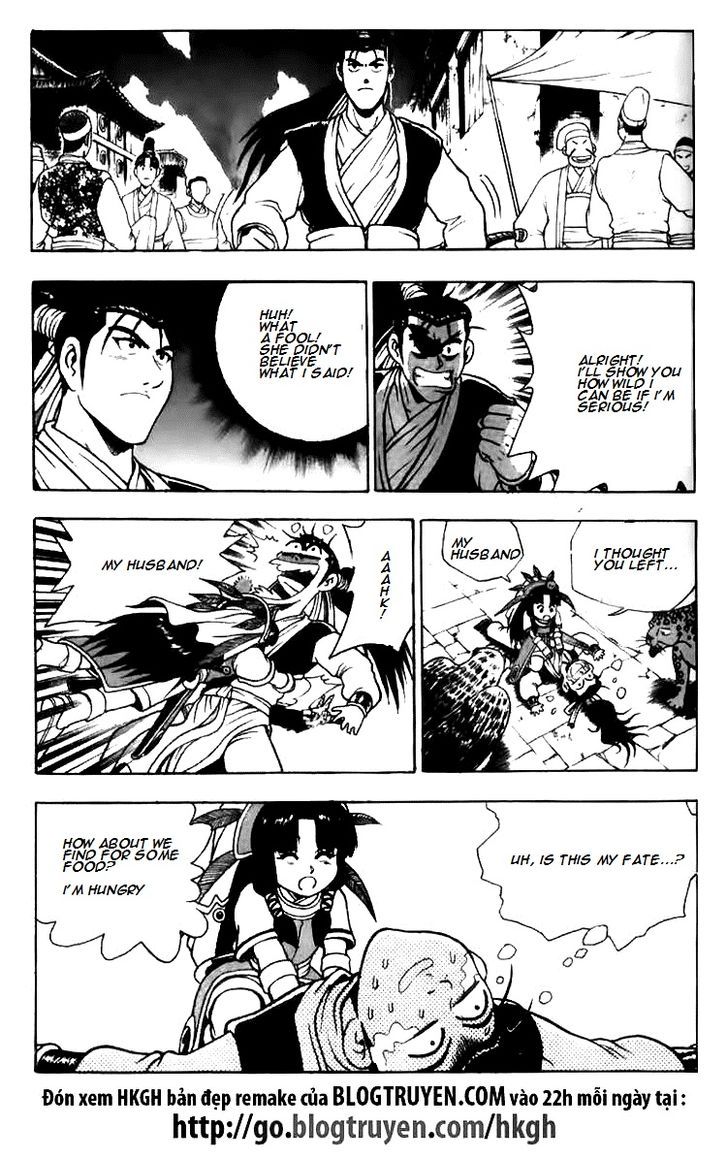 HUH!
WHAT
A FOOL!
SHE DIDN'T
BELIEVE
WHAT I SAID!
ALRIGHT!
I'LL SHOW YOU
HOW WILD I
CAN BE IF I'M
SERIOUS!
MY HUSBAND!
AAAHK!
MY
HUSBAND
I THOUGHT
YOU LEFT...
HOW ABOUT WE
FIND FOR SOME
FOOD?
I'M HUNGRY
UH, IS THIS MY FATE...?
Đón xem HKGH bản đẹp remake của BLOGTRUYEN.COM vào 22h mỗi ngày tại :
http://go.blogtruyen.com/hkgh